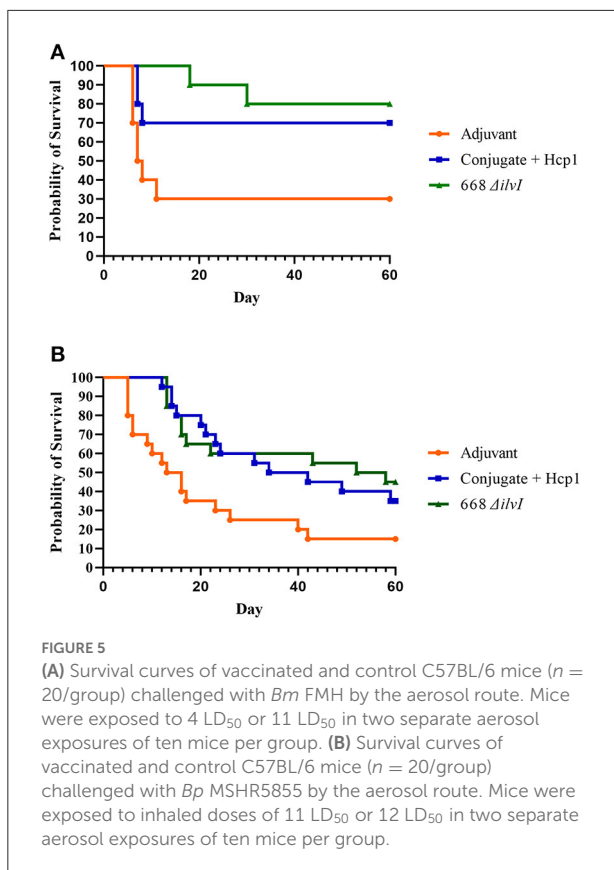 A
Probability of Survival
100
90
80
70
60
50
40
30
20
10
0
0 20 40 60
Day
Adjuvant
Conjugate + Hcp1
668 ΔilvI
B
Probability of Survival
100
90
80
70
60
50
40
30
20
10
0
0 20 40 60
Day
Adjuvant
Conjugate + Hcp1
668 ΔilvI
FIGURE 5
(A) Survival curves of vaccinated and control C57BL/6 mice (n =
20/group) challenged with Bm FMH by the aerosol route. Mice
were exposed to 4 LD50 or 11 LD50 in two separate aerosol
exposures of ten mice per group. (B) Survival curves of
vaccinated and control C57BL/6 mice (n = 20/group)
challenged with Bp MSHR5855 by the aerosol route. Mice were
exposed to inhaled doses of 11 LD50 or 12 LD50 in two separate
aerosol exposures of ten mice per group.